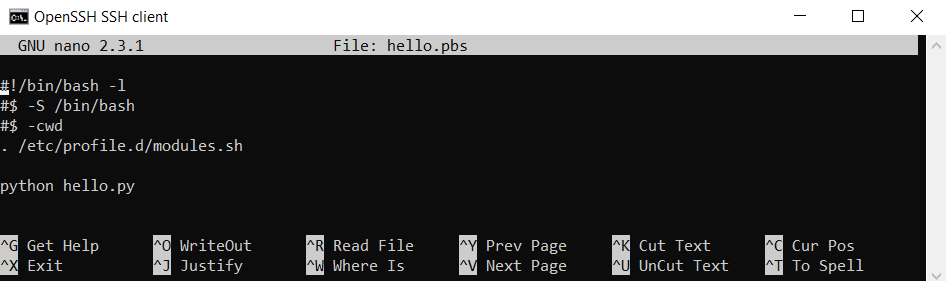 OpenSSH SSH client
GNU nano 2.3.1 File: hello.pbs
#!/bin/bash -l
#$ -S /bin/bash
#$ -cwd
. /etc/profile.d/modules.sh
python hello.py
^G Get Help ^O WriteOut ^R Read File ^Y Prev Page ^K Cut Text ^C Cur Pos
^X Exit ^J Justify ^W Where Is ^V Next Page ^U UnCut Text ^T To Spell